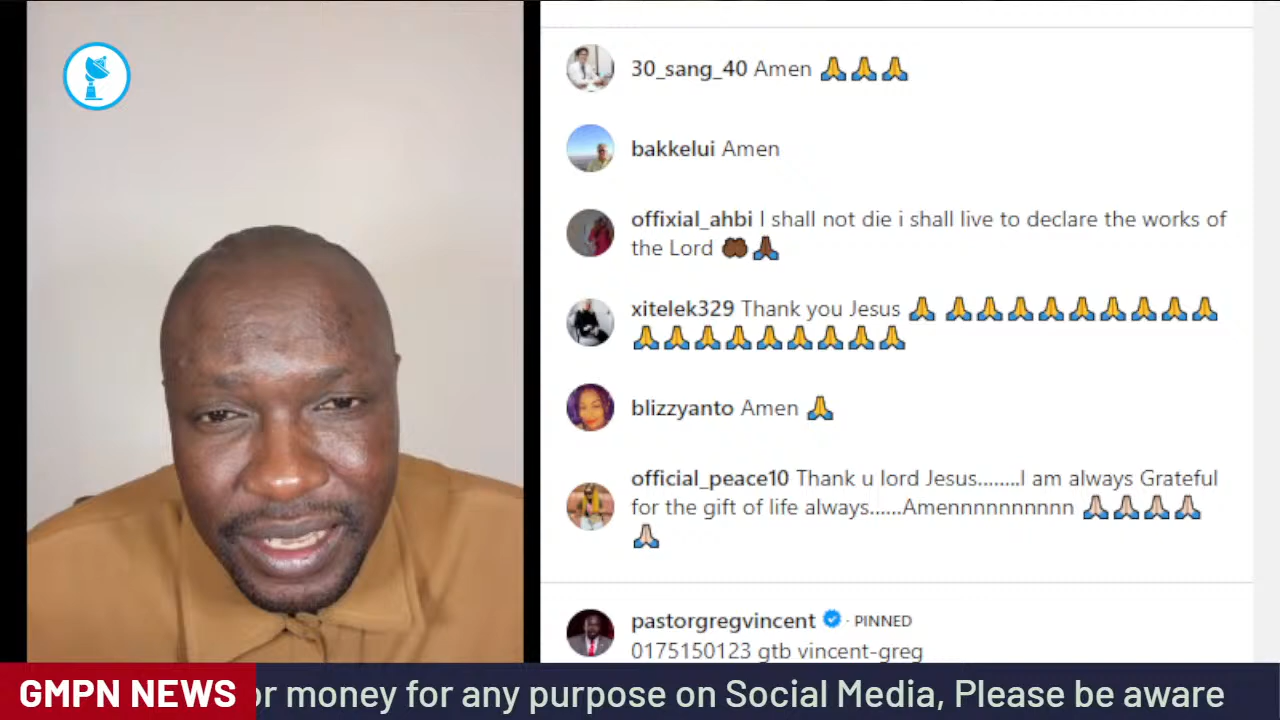 30_sang_40 Amen 🙏🙏🙏
bakkelui Amen
offixial_ahbi I shall not die i shall live to declare the works of
the Lord 🤲🏿🙏🏿
xitelek329 Thank you Jesus 🙏 🙏🙏🙏🙏🙏🙏🙏🙏🙏
🙏🙏🙏🙏🙏🙏🙏🙏🙏
blizzyanto Amen 🙏
official_peace10 Thank u lord Jesus........I am always Grateful
for the gift of life always......Amennnnnnnnnn 🙏🏻🙏🏻🙏🏻🙏🏻
🙏🏻
pastorgregvincent · PINNED
0175150123 gtb vincent-greg
GMPN NEWS or money for any purpose on Social Media, Please be aware